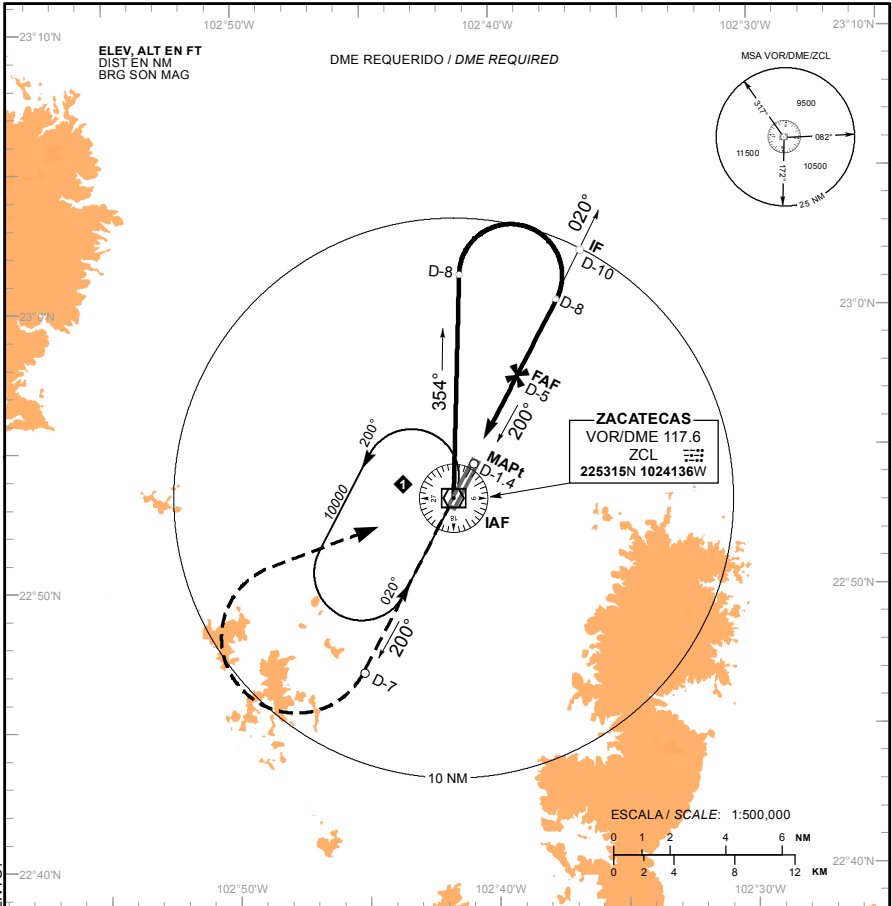 102°50'W 102°40'W 102°30'W
23°10'N 23°10'N
ELEV, ALT EN FT
DIST EN NM
BRG SON MAG
DME REQUERIDO / DME REQUIRED
MSA VOR/DME/ZCL
317°
9500
082°
11500
10500
172°
25 NM
020°
IF
D-10
D-8
D-8
23°0'N 23°0'N
354°
FAF
D-5
200°
ZACATECAS
VOR/DME 117.6
ZCL
225315N 1024136W
200°
MAPt
D-1.4
1
10000
27
9
18
IAF
020°
200°
22°50'N 22°50'N
D-7
10 NM
ESCALA / SCALE: 1:500,000
0 1 2 4 6 NM
0 2 4 8 12 KM
22°40'N 22°40'N
102°50'W 102°40'W 102°30'W